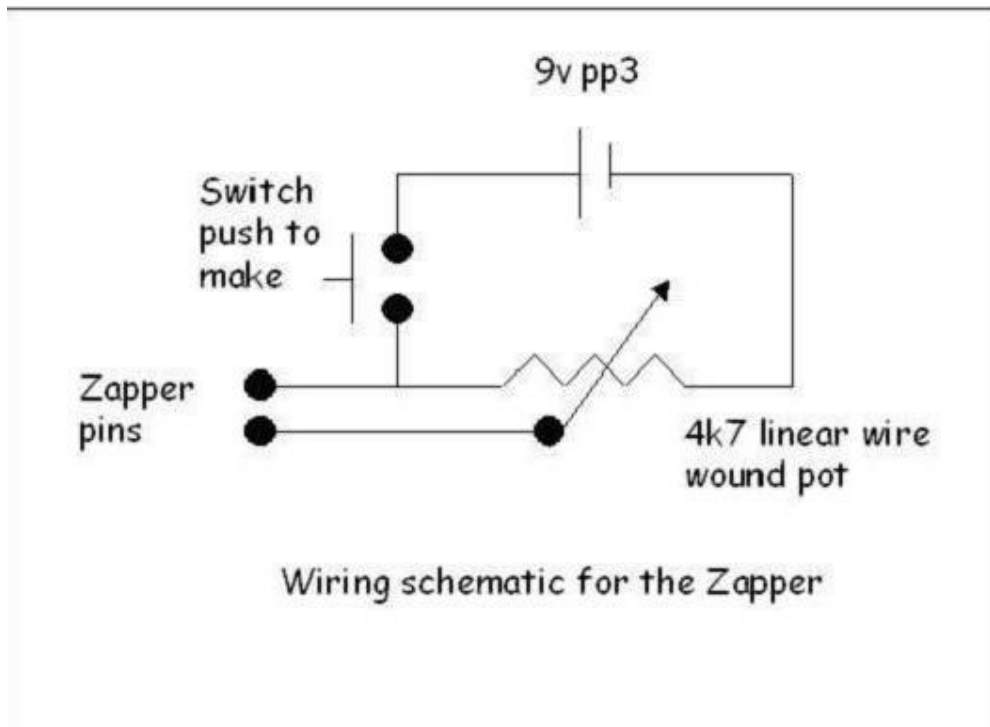 9v pp3
Switch
push to
make
Zapper
pins
4k7 linear wire
wound pot
Wiring schematic for the Zapper